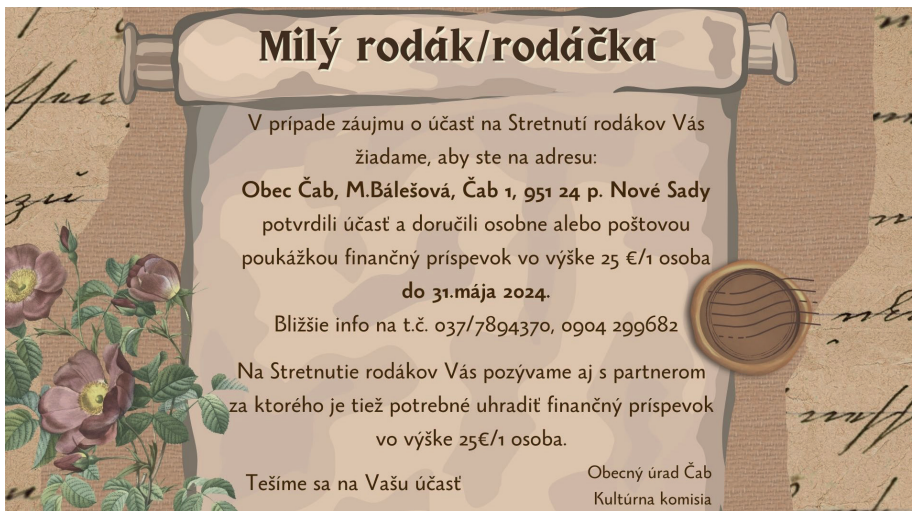 Milý rodák/rodáčka
V prípade záujmu o účasť na Stretnutí rodákov Vás
žiadame, aby ste na adresu:
Obec Čab, M.Bálešová, Čab 1, 951 24 p. Nové Sady
potvrdili účasť a doručili osobne alebo poštovou
poukážkou finančný príspevok vo výške 25 €/1 osoba
do 31.mája 2024.
Bližšie info na t.č. 037/7894370, 0904 299682
Na Stretnutie rodákov Vás pozývame aj s partnerom
za ktorého je tiež potrebné uhradiť finančný príspevok
vo výške 25€/1 osoba.
Tešíme sa na Vašu účasť
Obecný úrad Čab
Kultúrna komisia